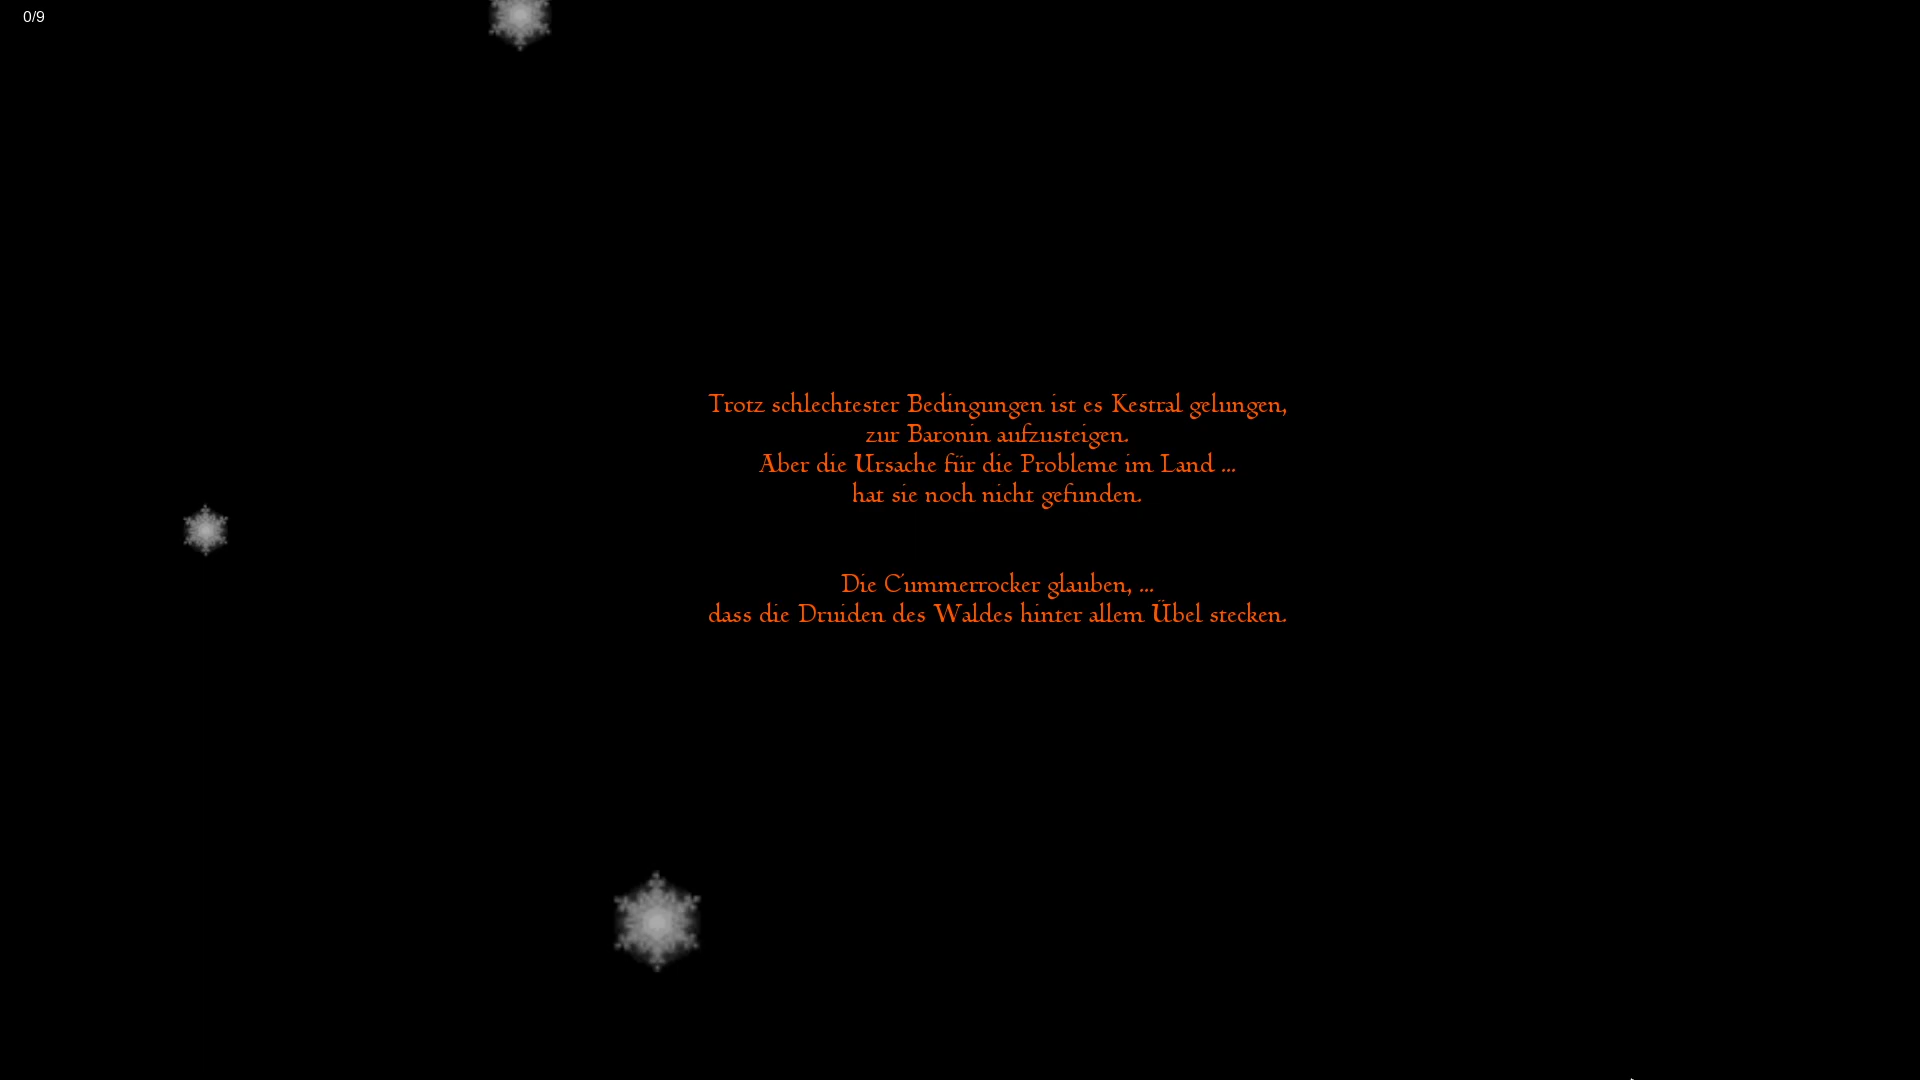 0/9
Trotz schlechtester Bedingungen ist es Kestral gelungen,
zur Baronin aufzusteigen.
Aber die Ursache für die Probleme im Land ...
hat sie noch nicht gefunden.
Die Cummerrocker glauben, ...
dass die Druiden des Waldes hinter allem Übel stecken.